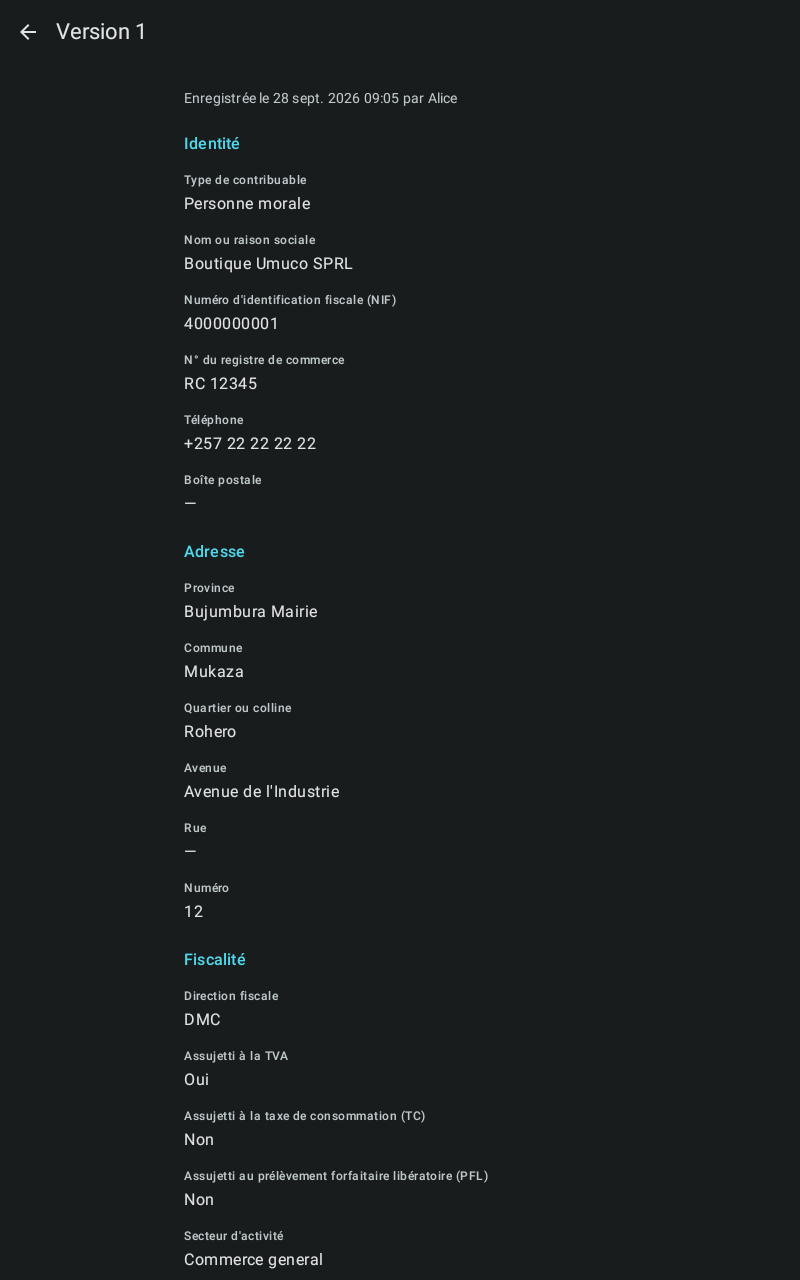 Version 1
Enregistrée le 28 sept. 2026 09:05 par Alice
Identité
Type de contribuable
Personne morale
Nom ou raison sociale
Boutique Umuco SPRL
Numéro d'identification fiscale (NIF)
4000000001
N° du registre de commerce
RC 12345
Téléphone
+257 22 22 22 22
Boîte postale
—
Adresse
Province
Bujumbura Mairie
Commune
Mukaza
Quartier ou colline
Rohero
Avenue
Avenue de l'Industrie
Rue
—
Numéro
12
Fiscalité
Direction fiscale
DMC
Assujetti à la TVA
Oui
Assujetti à la taxe de consommation (TC)
Non
Assujetti au prélèvement forfaitaire libératoire (PFL)
Non
Secteur d'activité
Commerce general